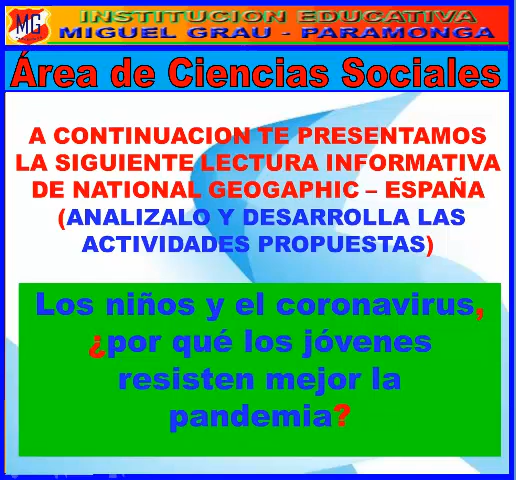 MG
INSTITUCION EDUCATIVA
MIGUEL GRAU - PARAMONGA
Área de Ciencias Sociales
A CONTINUACION TE PRESENTAMOS
LA SIGUIENTE LECTURA INFORMATIVA
DE NATIONAL GEOGAPHIC – ESPAÑA
(ANALIZALO Y DESARROLLA LAS
ACTIVIDADES PROPUESTAS)
Los niños y el coronavirus,
¿por qué los jóvenes
resisten mejor la
pandemia?